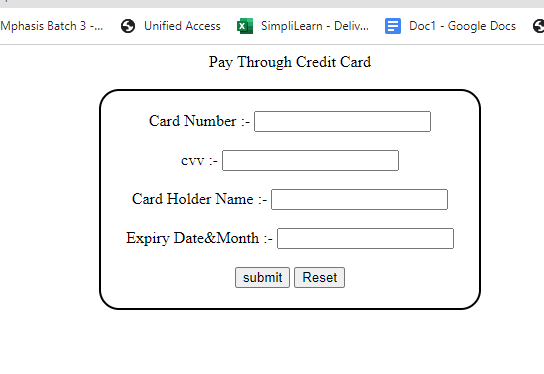 Mphasis Batch 3 -... Unified Access SimpliLearn - Deliv... Doc1 - Google Docs
Pay Through Credit Card
Card Number :-
cvv :-
Card Holder Name :-
Expiry Date&Month :-
submit Reset